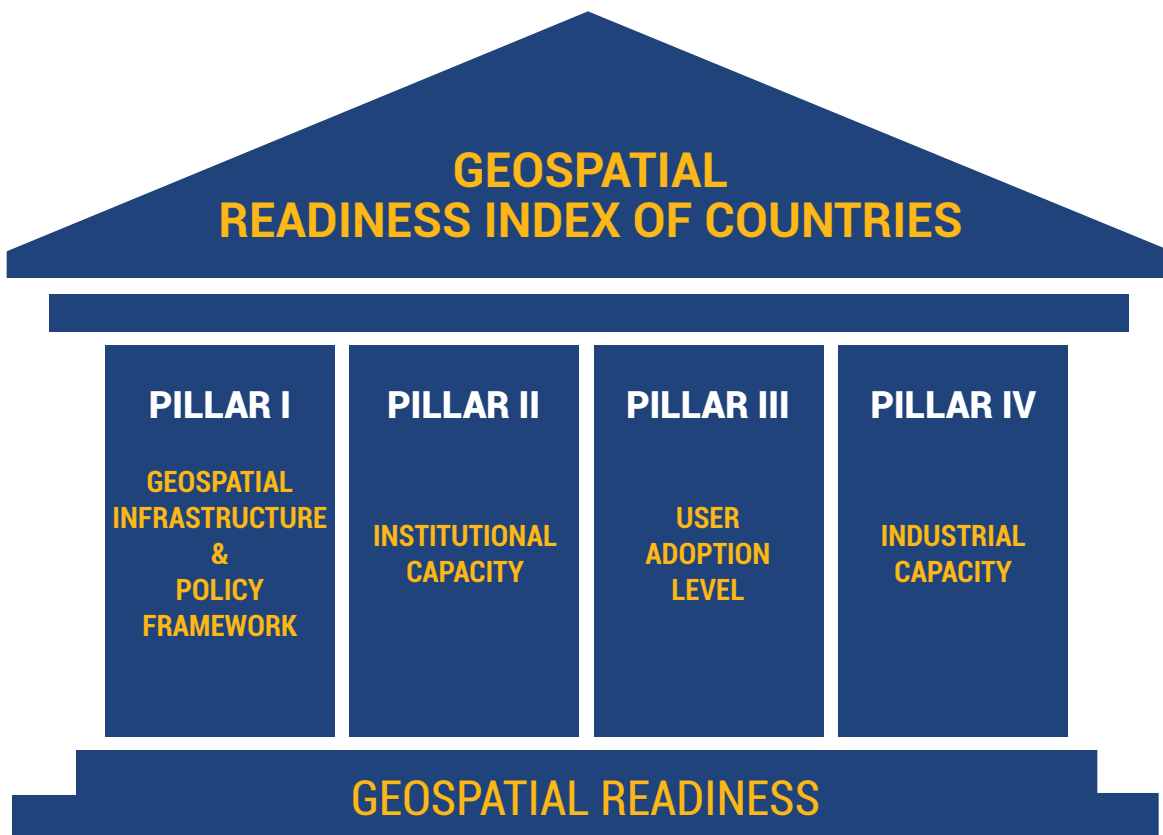 GEOSPATIAL
READINESS INDEX OF COUNTRIES
PILLAR I
GEOSPATIAL
INFRASTRUCTURE
&
POLICY
FRAMEWORK
PILLAR II
INSTITUTIONAL
CAPACITY
PILLAR III
USER
ADOPTION
LEVEL
PILLAR IV
INDUSTRIAL
CAPACITY
GEOSPATIAL READINESS